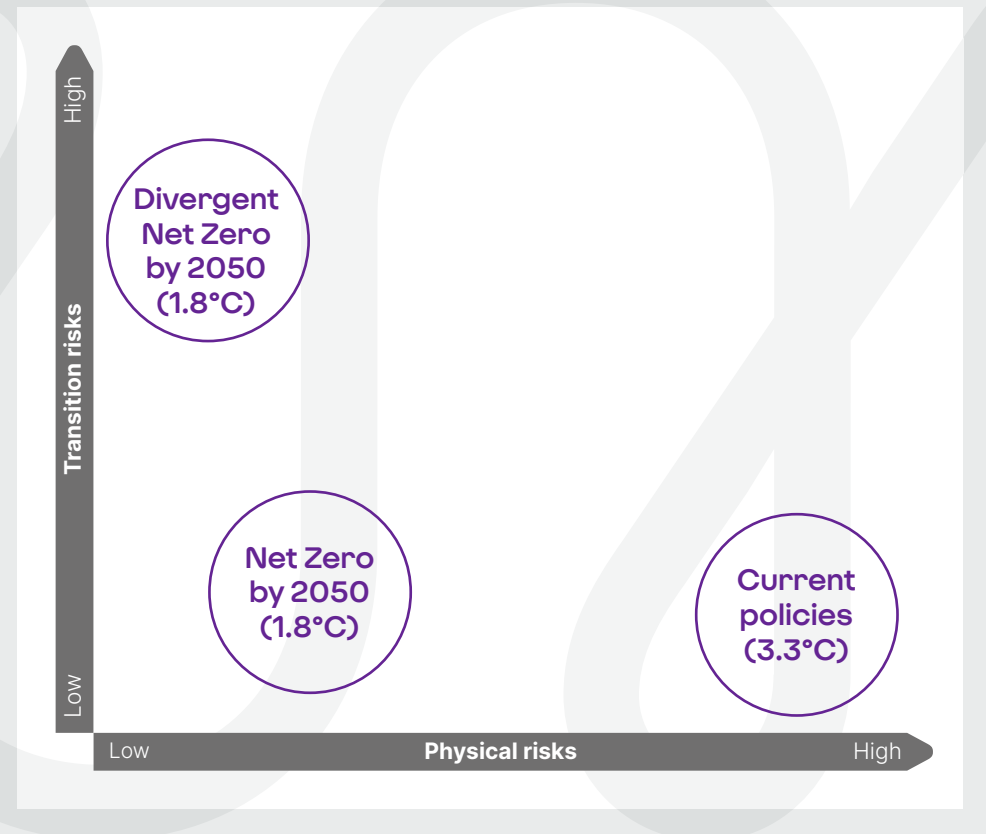 High
Transition risks
Low
Divergent
Net Zero
by 2050
(1.8°C)
Net Zero
by 2050
(1.8°C)
Current
policies
(3.3°C)
Low
Physical risks
High